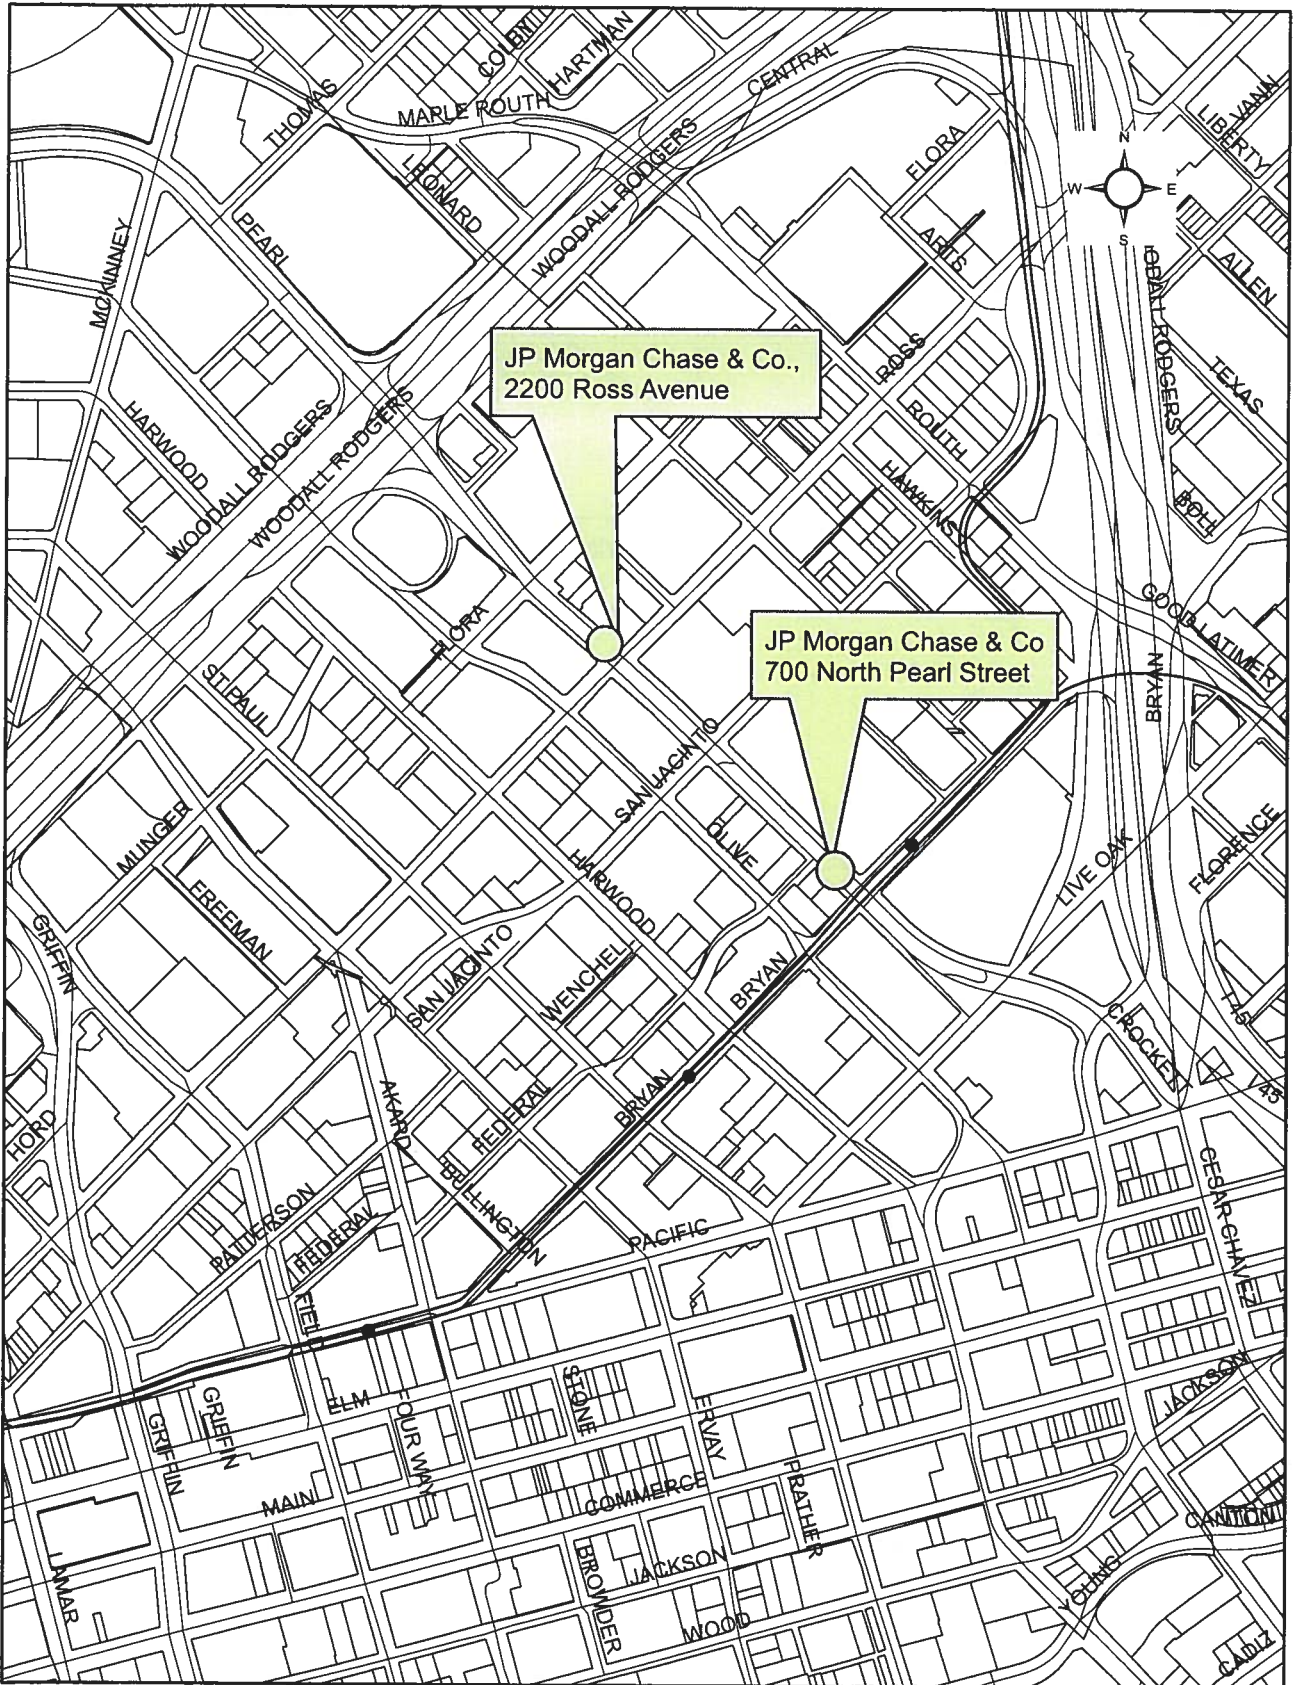 COLBY
HARTMAN
CENTRAL
THOMAS
MAPLE ROUTH
VANN
LIBERTY
LEONARD
WOODALL RODGERS
FLORA
N
W
E
S
PEARL
MCKINNEY
ARTS
ALLEN
JP Morgan Chase & Co.,
2200 Ross Avenue
ROSS
TEXAS
HARWOOD
WOODALL RODGERS
WOODALL RODGERS
ROUTH
HAWKINS
BOLL
GOOD LATIMER
FLORA
JP Morgan Chase & Co
700 North Pearl Street
ST PAUL
BRYAN
SAN JACINTO
MUNGER
OLIVE
LIVE OAK
FLORENCE
FREEMAN
HARWOOD
GRIFFIN
SAN JACINTO
WENCHEL
BRYAN
I 45
CROCKET
I 45
AKARD
FEDERAL
BRYAN
HORD
BULLINGTON
CESAR CHAVEZ
PATTERSON
FEDERAL
PACIFIC
FIELD
ELM
FOUR WAY
STONE
ERVAY
JACKSON
GRIFFIN
GRIFFIN
MAIN
COMMERCE
PRATHER
CANTON
BROWDER
JACKSON
YOUNG
WOOD
CADIZ